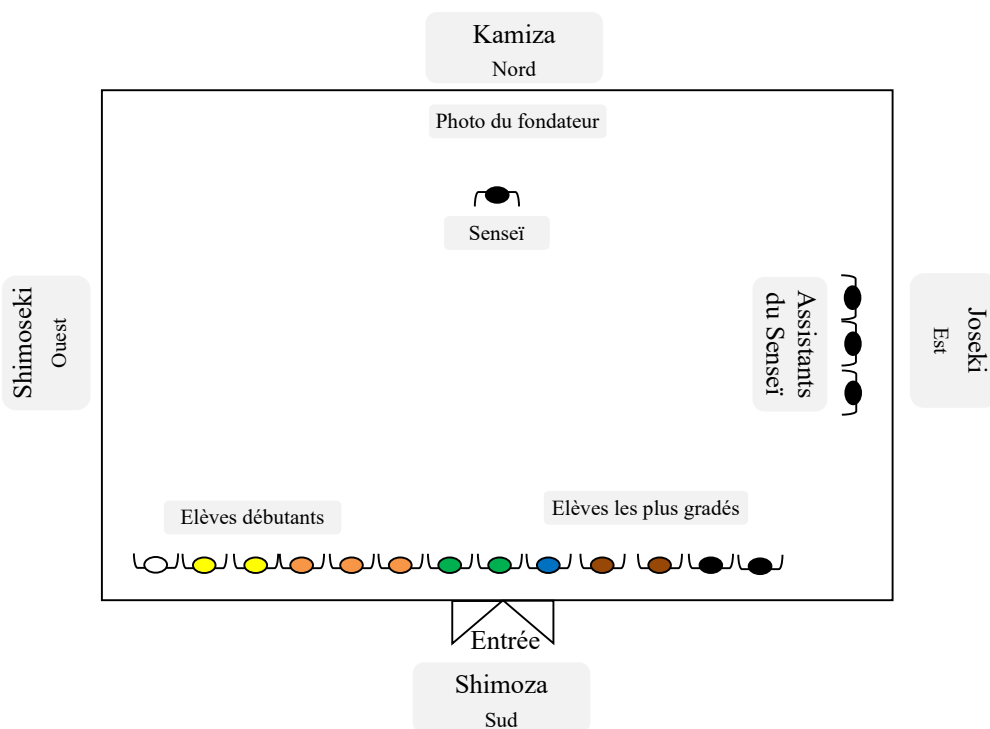 Kamiza
Nord
Photo du fondateur
Senseï
Shimoseki
Ouest
Assistants
du Senseï
Joseki
Est
Elèves débutants
Elèves les plus gradés
Entrée
Shimoza
Sud